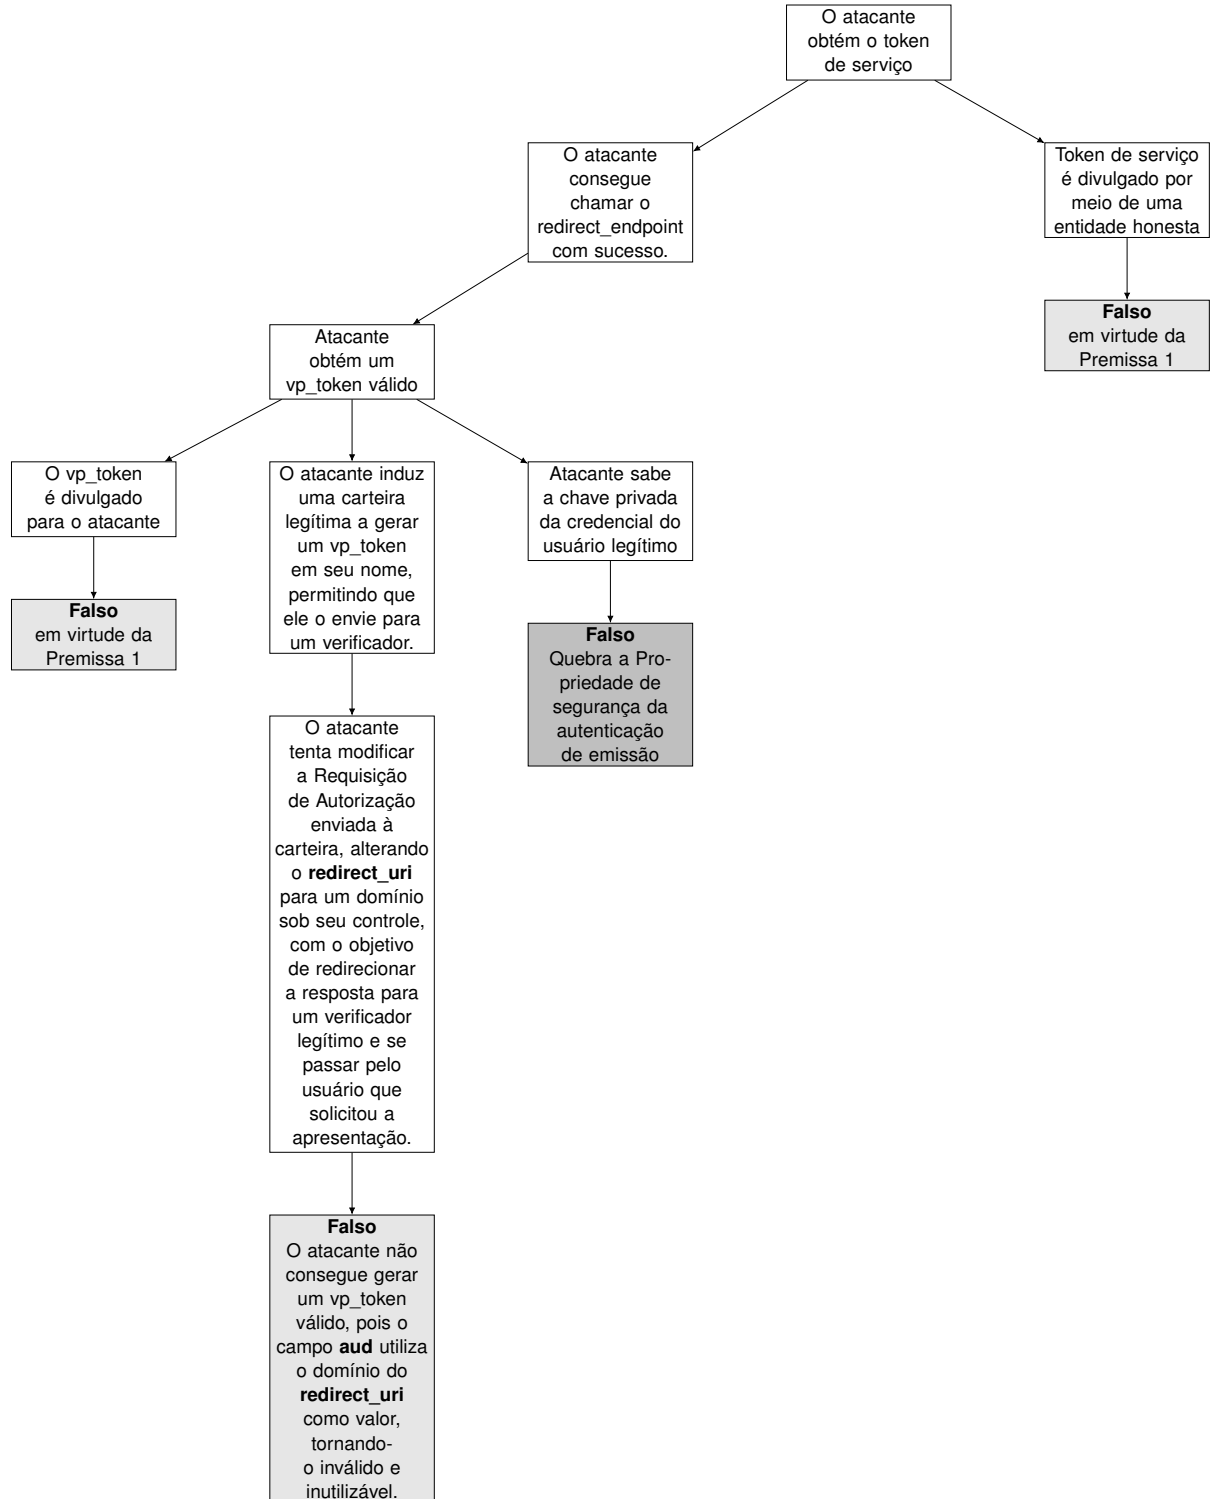 O atacante
obtém o token
de serviço
O atacante
consegue
chamar o
redirect_endpoint
com sucesso.
Token de serviço
é divulgado por
meio de uma
entidade honesta
Falso
em virtude da
Premissa 1
Atacante
obtém um
vp_token válido
O vp_token
é divulgado
para o atacante
Falso
em virtude da
Premissa 1
O atacante induz
uma carteira
legítima a gerar
um vp_token
em seu nome,
permitindo que
ele o envie para
um verificador.
Atacante sabe
a chave privada
da credencial do
usuário legítimo
Falso
Quebra a Pro-
priedade de
segurança da
autenticação
de emissão
O atacante
tenta modificar
a Requisição
de Autorização
enviada à
carteira, alterando
o redirect_uri
para um domínio
sob seu controle,
com o objetivo
de redirecionar
a resposta para
um verificador
legítimo e se
passar pelo
usuário que
solicitou a
apresentação.
Falso
O atacante não
consegue gerar
um vp_token
válido, pois o
campo aud utiliza
o domínio do
redirect_uri
como valor,
tornando-
o inválido e
inutilizável.